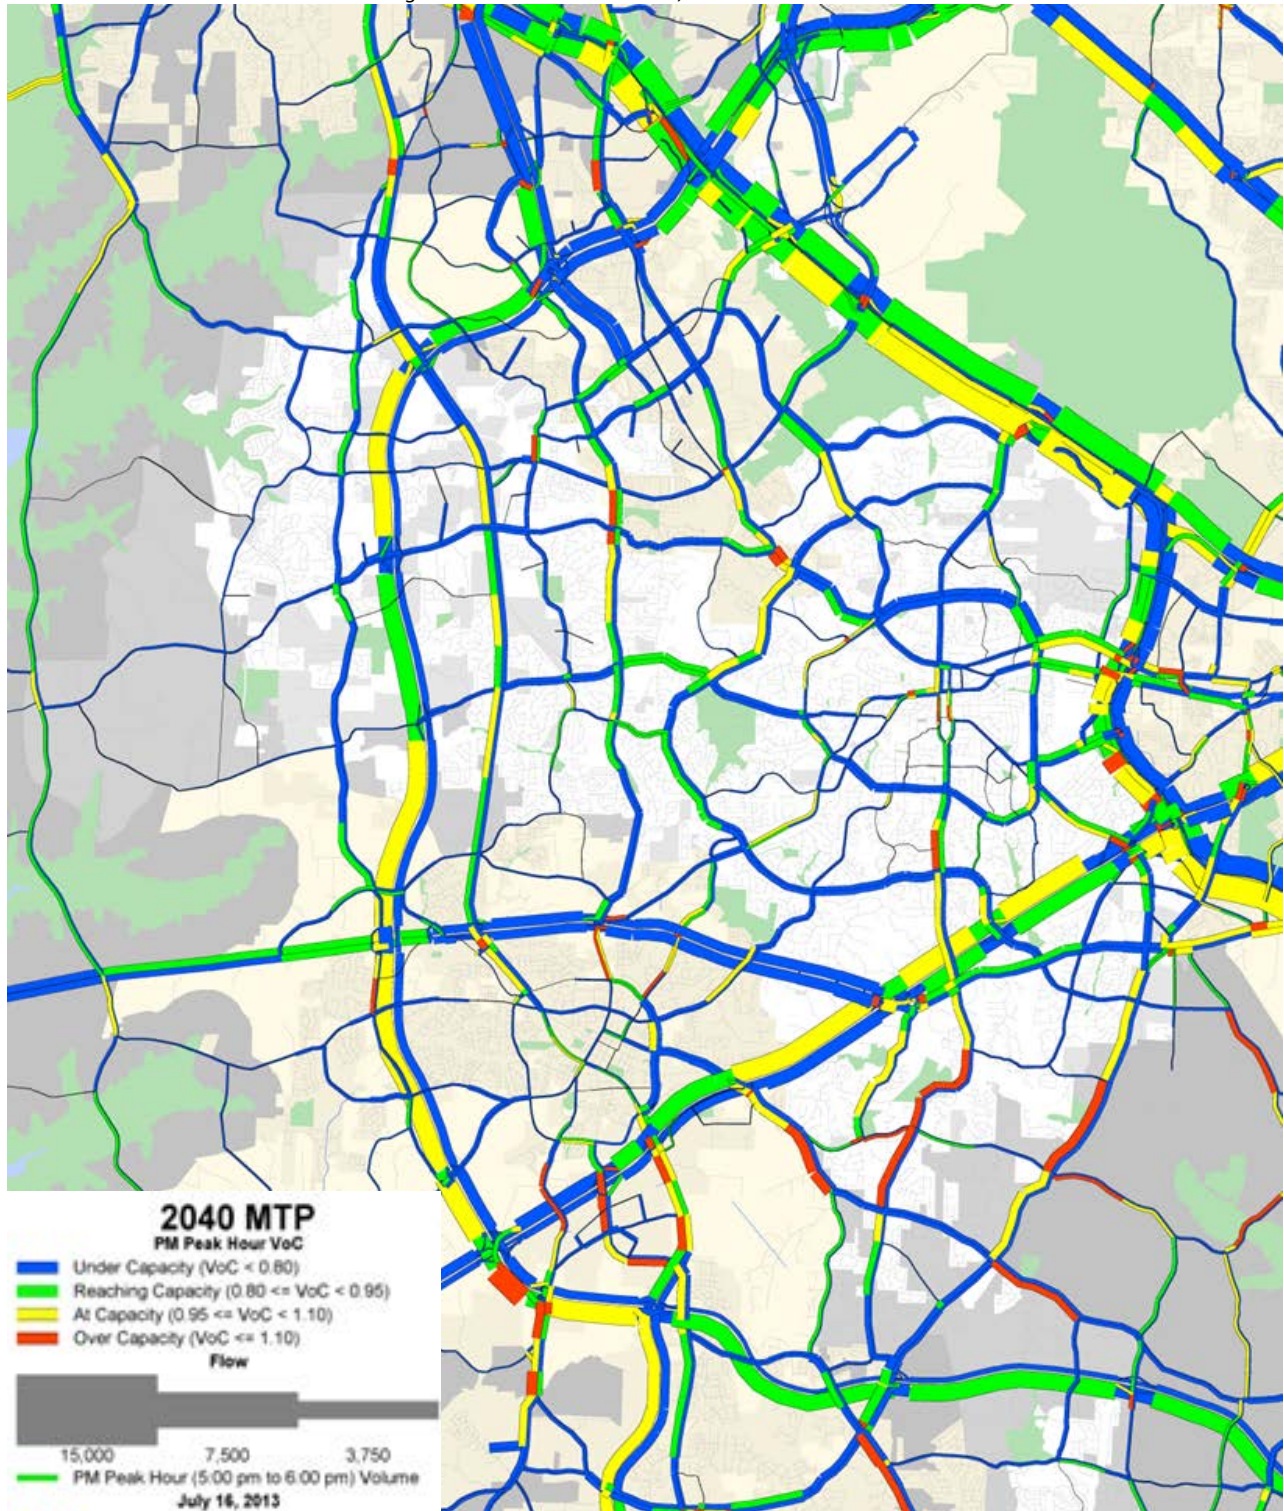 2040 MTP
PM Peak Hour VoC
Under Capacity (VoC < 0.80)
Reaching Capacity (0.80 <= VoC < 0.95)
At Capacity (0.95 <= VoC < 1.10)
Over Capacity (VoC <= 1.10)
Flow
15,000 7,500 3,750
PM Peak Hour (5:00 pm to 6:00 pm) Volume
July 16, 2013